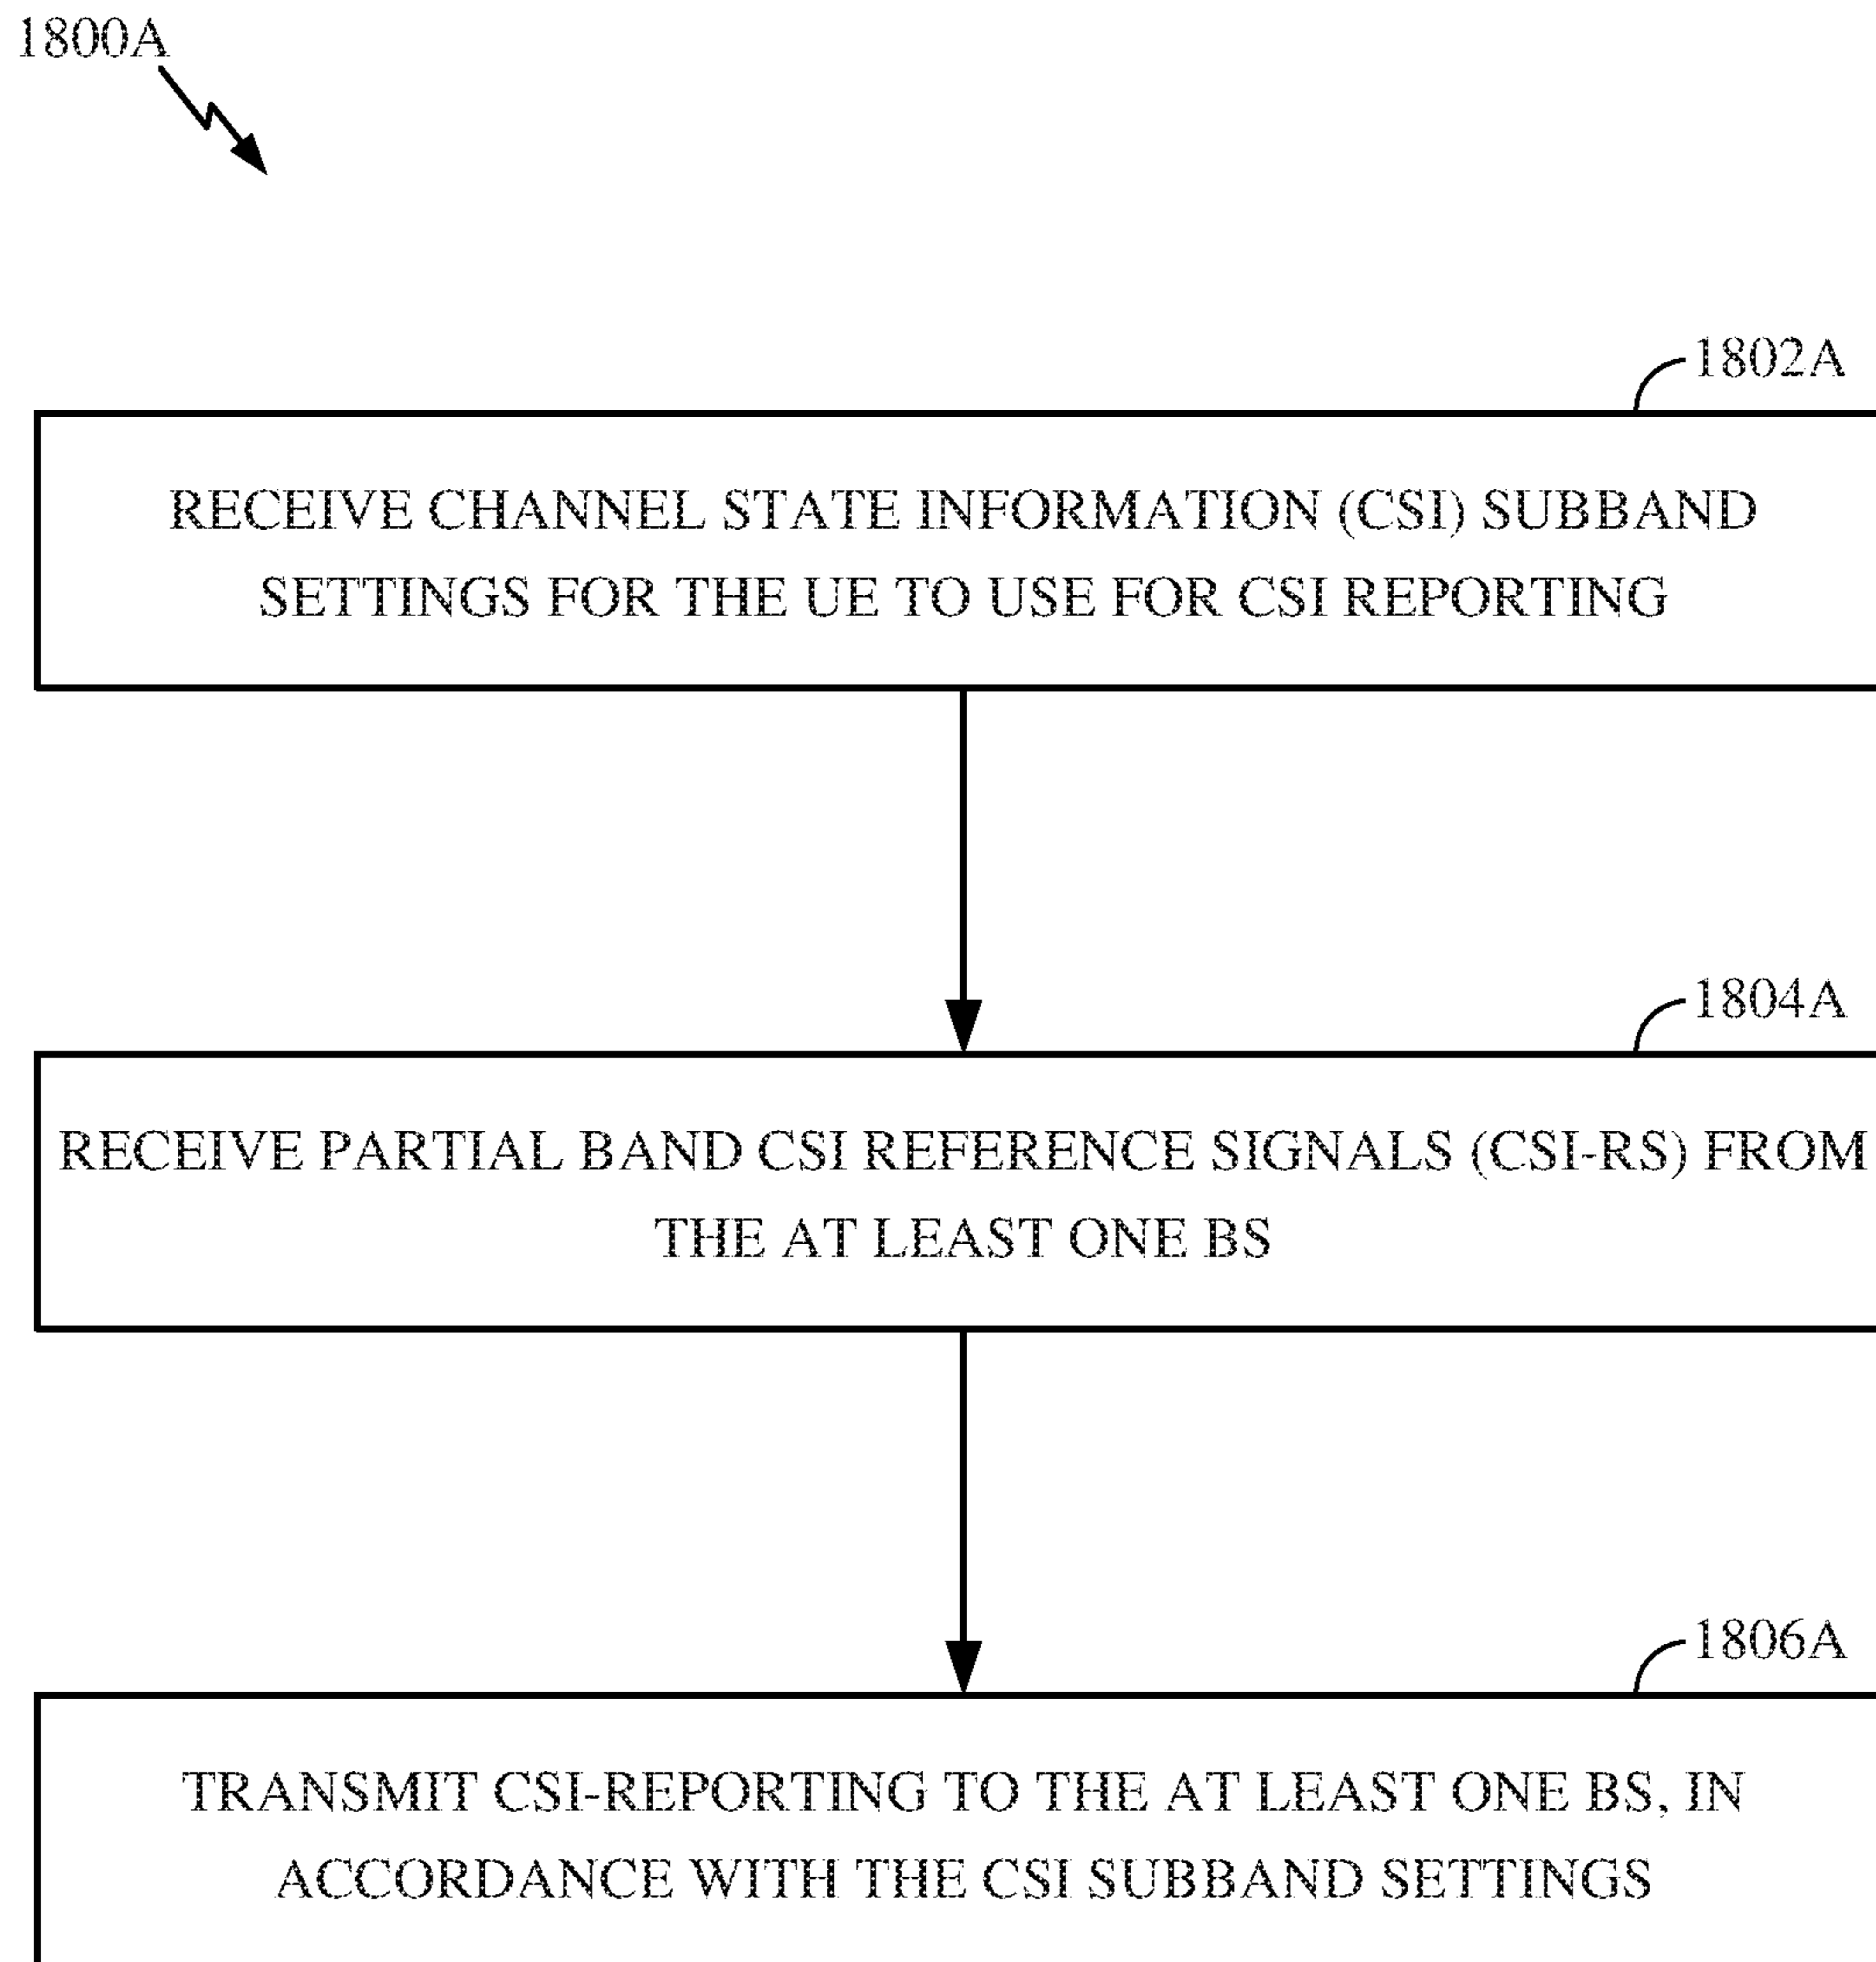 1800A
1802A
RECEIVE CHANNEL STATE INFORMATION (CSI) SUBBAND
SETTINGS FOR THE UE TO USE FOR CSI REPORTING
1804A
RECEIVE PARTIAL BAND CSI REFERENCE SIGNALS (CSI-RS) FROM
THE AT LEAST ONE BS
1806A
TRANSMIT CSI-REPORTING TO THE AT LEAST ONE BS, IN
ACCORDANCE WITH THE CSI SUBBAND SETTINGS